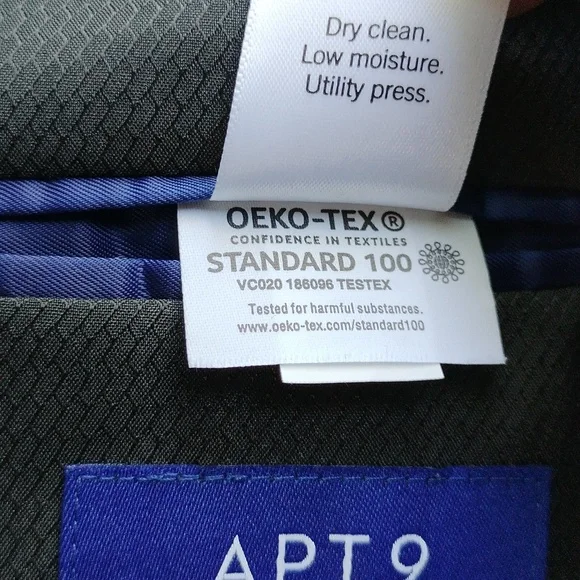 Dry clean.
Low moisture.
Utility press.
OEKO-TEX®
CONFIDENCE IN TEXTILES
STANDARD 100
VC020 186096 TESTEX
Tested for harmful substances.
www.oeko-tex.com/standard100
APT 9